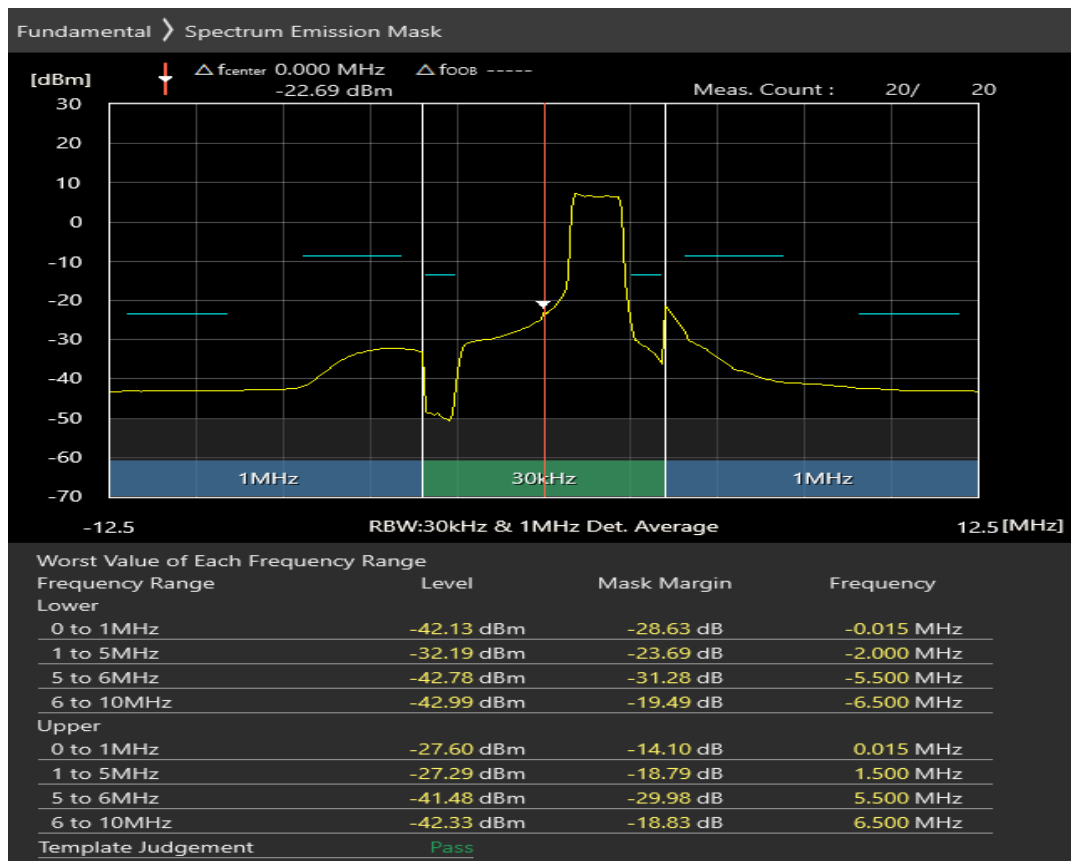 Fundamental ❯ Spectrum Emission Mask
[dBm] △ fcenter 0.000 MHz △ fOOB -----
-22.69 dBm Meas. Count : 20/ 20
30
20
10
0
-10
-20
-30
-40
-50
-60
-70
1MHz 30kHz 1MHz
-12.5 RBW:30kHz & 1MHz Det. Average 12.5 [MHz]
Worst Value of Each Frequency Range
Frequency Range Level Mask Margin Frequency
Lower
0 to 1MHz -42.13 dBm -28.63 dB -0.015 MHz
1 to 5MHz -32.19 dBm -23.69 dB -2.000 MHz
5 to 6MHz -42.78 dBm -31.28 dB -5.500 MHz
6 to 10MHz -42.99 dBm -19.49 dB -6.500 MHz
Upper
0 to 1MHz -27.60 dBm -14.10 dB 0.015 MHz
1 to 5MHz -27.29 dBm -18.79 dB 1.500 MHz
5 to 6MHz -41.48 dBm -29.98 dB 5.500 MHz
6 to 10MHz -42.33 dBm -18.83 dB 6.500 MHz
Template Judgement Pass